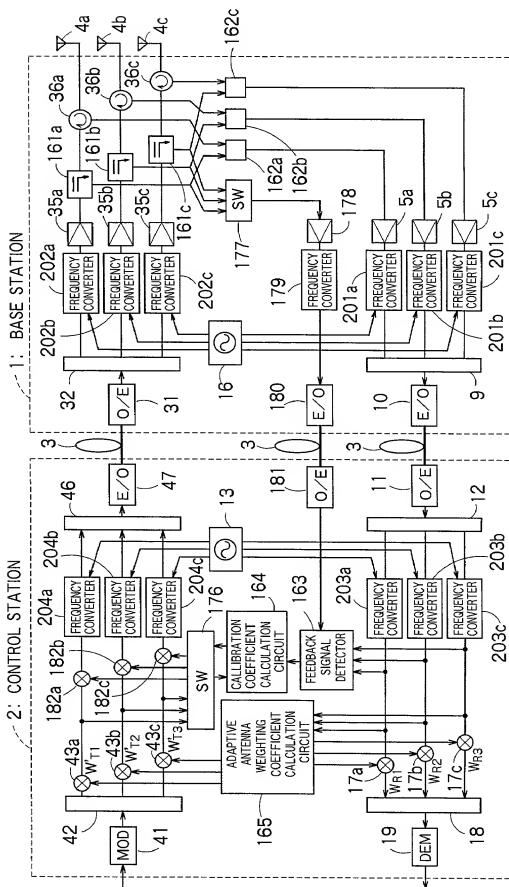 1: BASE STATION
4a
4b
4c
36a
36b
36c
161a
161b
161c
162c
162b
162a
SW
177
178
35a
35b
35c
202a
FREQUENCY CONVERTER
202b
FREQUENCY CONVERTER
202c
FREQUENCY CONVERTER
179
FREQUENCY CONVERTER
5a
5b
5c
201a
FREQUENCY CONVERTER
201b
FREQUENCY CONVERTER
201c
FREQUENCY CONVERTER
16
32
9
O/E
31
E/O
180
E/O
10
3
3
3
2: CONTROL STATION
E/O
47
O/E
181
O/E
11
46
13
12
204a
FREQUENCY CONVERTER
204b
FREQUENCY CONVERTER
204c
FREQUENCY CONVERTER
203a
FREQUENCY CONVERTER
203b
FREQUENCY CONVERTER
203c
FREQUENCY CONVERTER
182a
182b
182c
SW
176
CALLIBRATION
COEFFICIENT
CALCULATION
CIRCUIT
164
FEEDBACK
SIGNAL
DETECTOR
163
43a
W'T1
43b
W'T2
43c
W'T3
ADAPTIVE
ANTENNA
WEIGHTING
COEFFICIENT
CALCULATION
CIRCUIT
165
17a
WR1
17b
WR2
17c
WR3
42
18
MOD
41
19
DEM